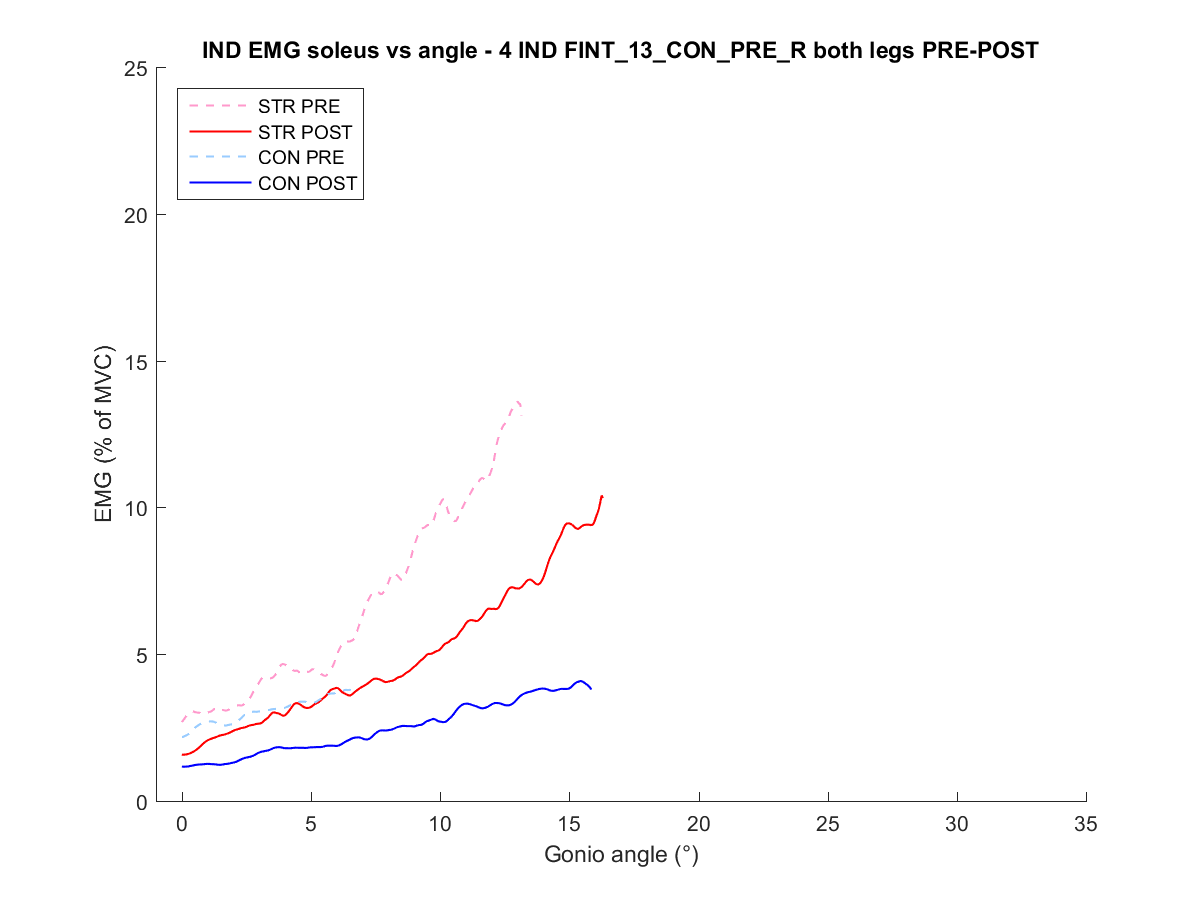 IND EMG soleus vs angle - 4 IND FINT_13_CON_PRE_R both legs PRE-POST
25
20
15
10
5
0
EMG (% of MVC)
STR PRE
STR POST
CON PRE
CON POST
0 5 10 15 20 25 30 35
Gonio angle (°)